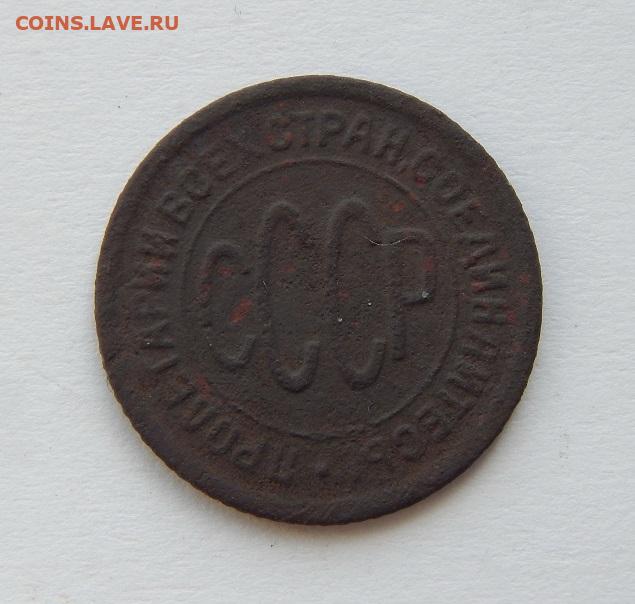 COINS.LAVE.RU
ПРОЛЕТАРИИ ВСЕХ СТРАН, СОЕДИНЯЙТЕСЬ •
СССР